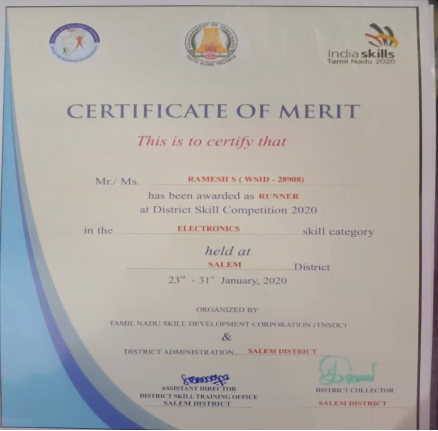 India skills
Tamil Nadu 2020
CERTIFICATE OF MERIT
This is to certify that
Mr./ Ms. RAMESH S ( WSID - 28908)
has been awarded as RUNNER
at District Skill Competition 2020
in the ELECTRONICS skill category
held at
SALEM District
23rd - 31st January, 2020
ORGANIZED BY
TAMIL NADU SKILL DEVELOPMENT CORPORATION (TNSDC)
&
DISTRICT ADMINISTRATION, SALEM DISTRICT
ASSISTANT DIRECTOR DISTRICT COLLECTOR
DISTRICT SKILL TRAINING OFFICE
SALEM DISTRICT SALEM DISTRICT